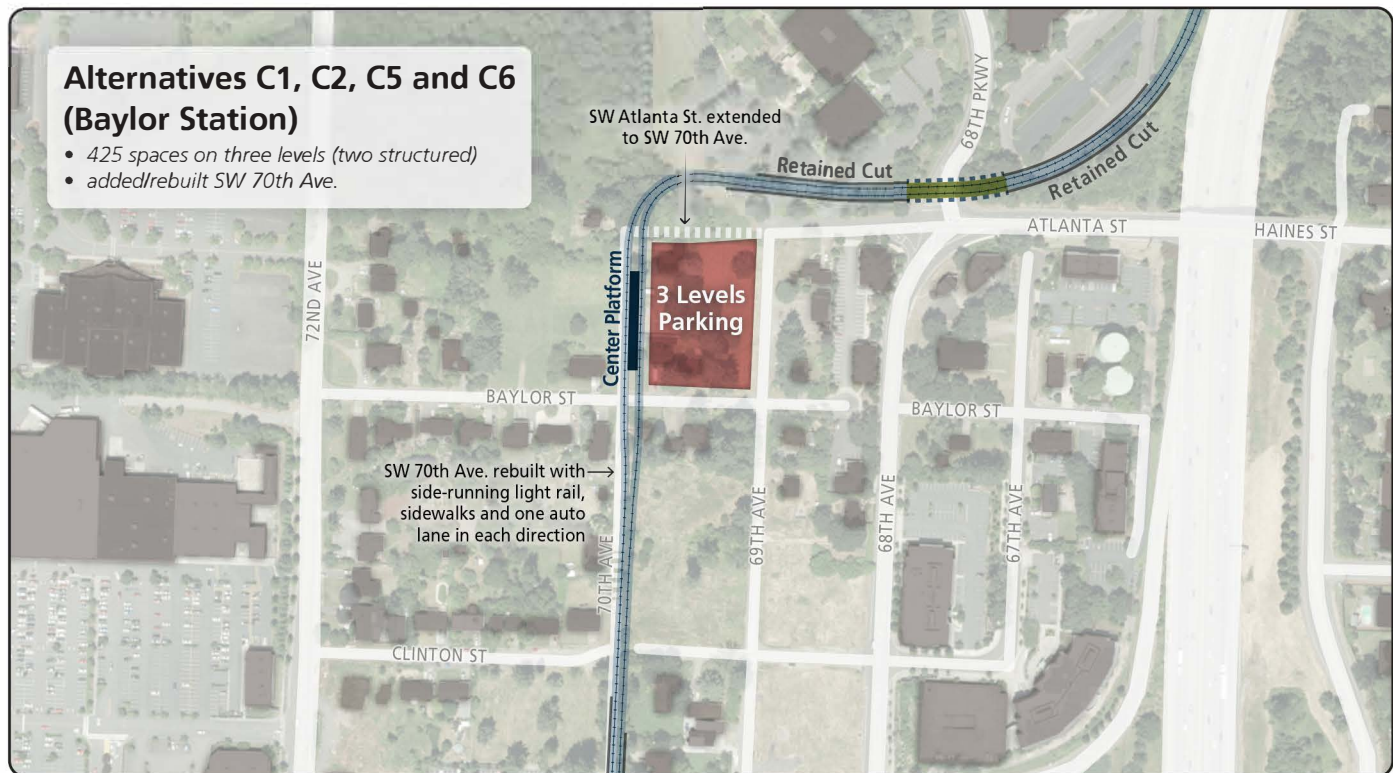 Alternatives C1, C2, C5 and C6
(Baylor Station)
• 425 spaces on three levels (two structured)
• added/rebuilt SW 70th Ave.
SW Atlanta St. extended
to SW 70th Ave.
68TH PKWY
Retained Cut
Retained Cut
ATLANTA ST
HAINES ST
72ND AVE
Center Platform
3 Levels
Parking
BAYLOR ST
BAYLOR ST
SW 70th Ave. rebuilt with
side-running light rail,
sidewalks and one auto
lane in each direction
70TH AVE
69TH AVE
68TH AVE
67TH AVE
CLINTON ST